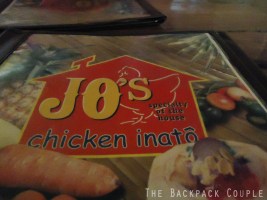 JO's
specialty
of the
house
chicken inatô
THE BACKPACK COUPLE